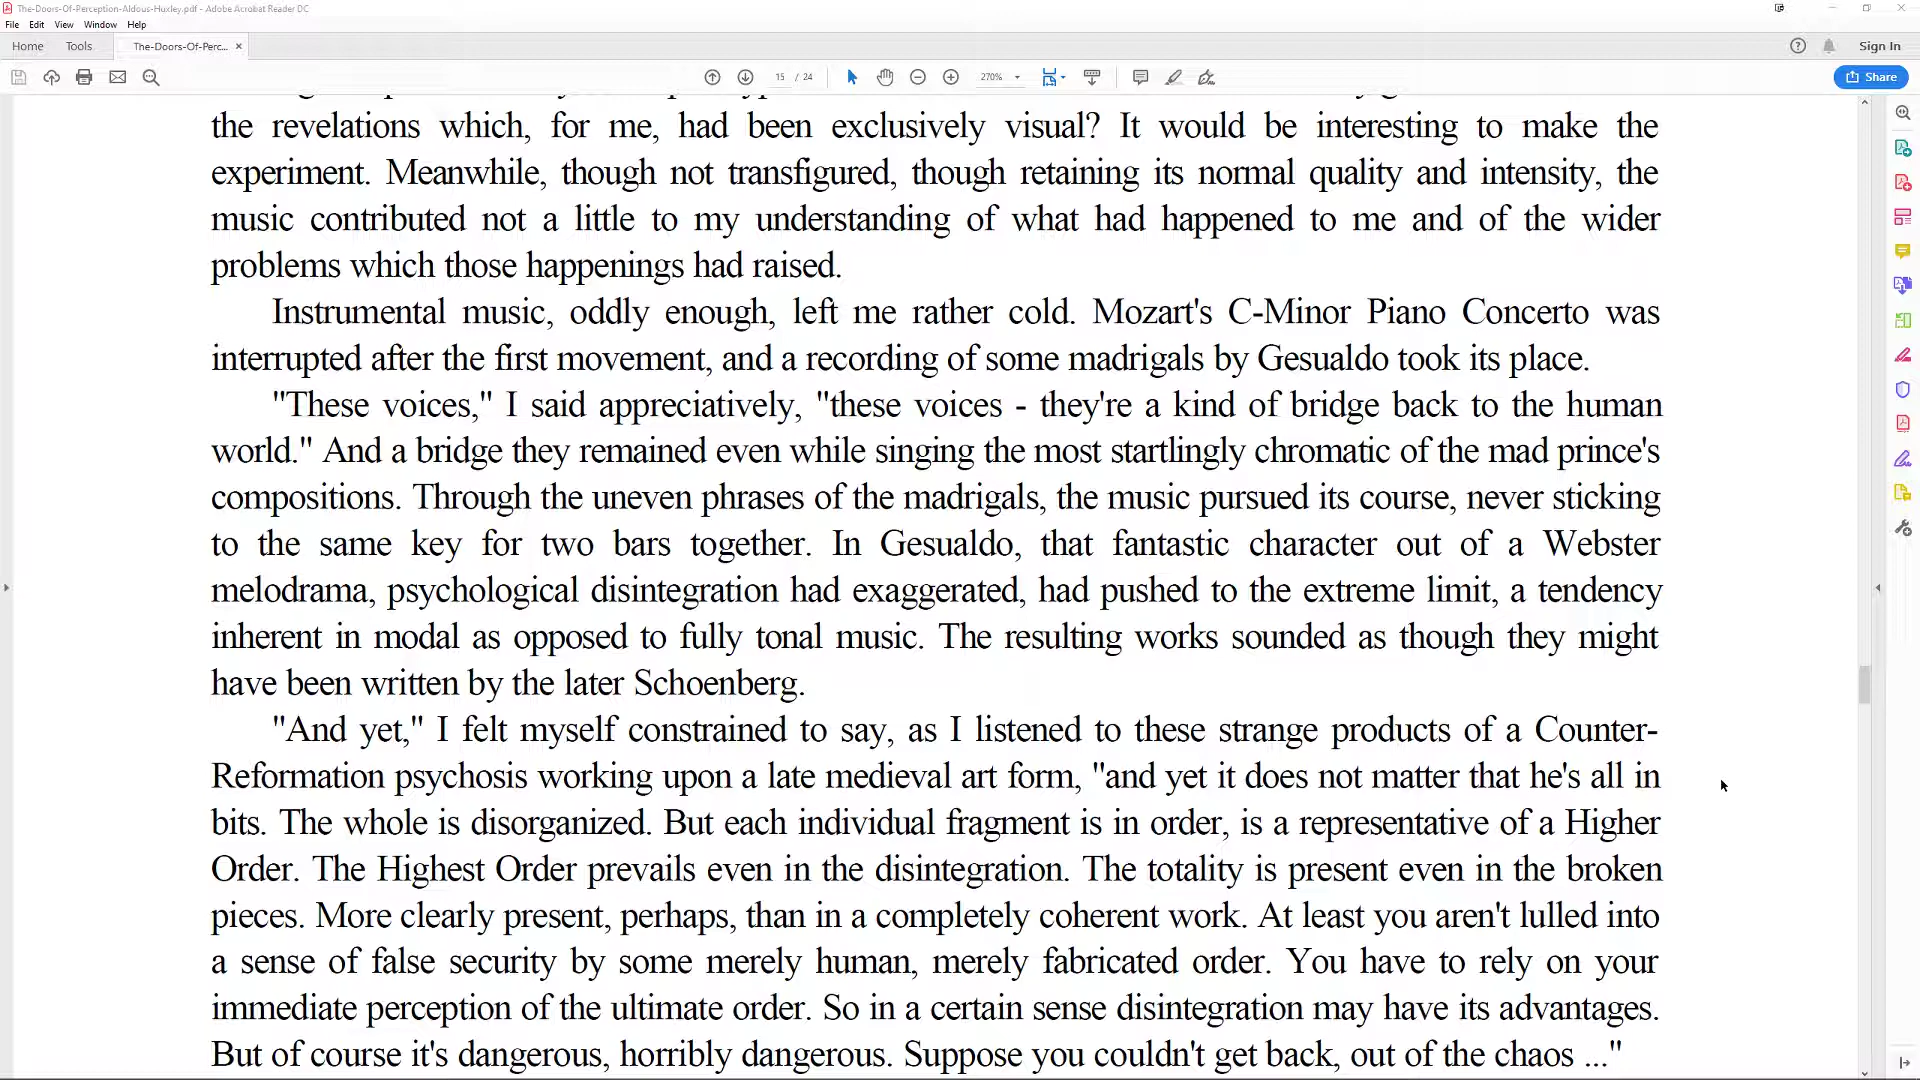 The-Doors-Of-Perception-Aldous-Huxley.pdf - Adobe Acrobat Reader DC
File Edit View Window Help
Home Tools The-Doors-Of-Perc... Sign In
15 / 24 270% Share
the revelations which, for me, had been exclusively visual? It would be interesting to make the
experiment. Meanwhile, though not transfigured, though retaining its normal quality and intensity, the
music contributed not a little to my understanding of what had happened to me and of the wider
problems which those happenings had raised.
Instrumental music, oddly enough, left me rather cold. Mozart's C-Minor Piano Concerto was
interrupted after the first movement, and a recording of some madrigals by Gesualdo took its place.
"These voices," I said appreciatively, "these voices - they're a kind of bridge back to the human
world." And a bridge they remained even while singing the most startlingly chromatic of the mad prince's
compositions. Through the uneven phrases of the madrigals, the music pursued its course, never sticking
to the same key for two bars together. In Gesualdo, that fantastic character out of a Webster
melodrama, psychological disintegration had exaggerated, had pushed to the extreme limit, a tendency
inherent in modal as opposed to fully tonal music. The resulting works sounded as though they might
have been written by the later Schoenberg.
"And yet," I felt myself constrained to say, as I listened to these strange products of a Counter-
Reformation psychosis working upon a late medieval art form, "and yet it does not matter that he's all in
bits. The whole is disorganized. But each individual fragment is in order, is a representative of a Higher
Order. The Highest Order prevails even in the disintegration. The totality is present even in the broken
pieces. More clearly present, perhaps, than in a completely coherent work. At least you aren't lulled into
a sense of false security by some merely human, merely fabricated order. You have to rely on your
immediate perception of the ultimate order. So in a certain sense disintegration may have its advantages.
But of course it's dangerous, horribly dangerous. Suppose you couldn't get back, out of the chaos ..."